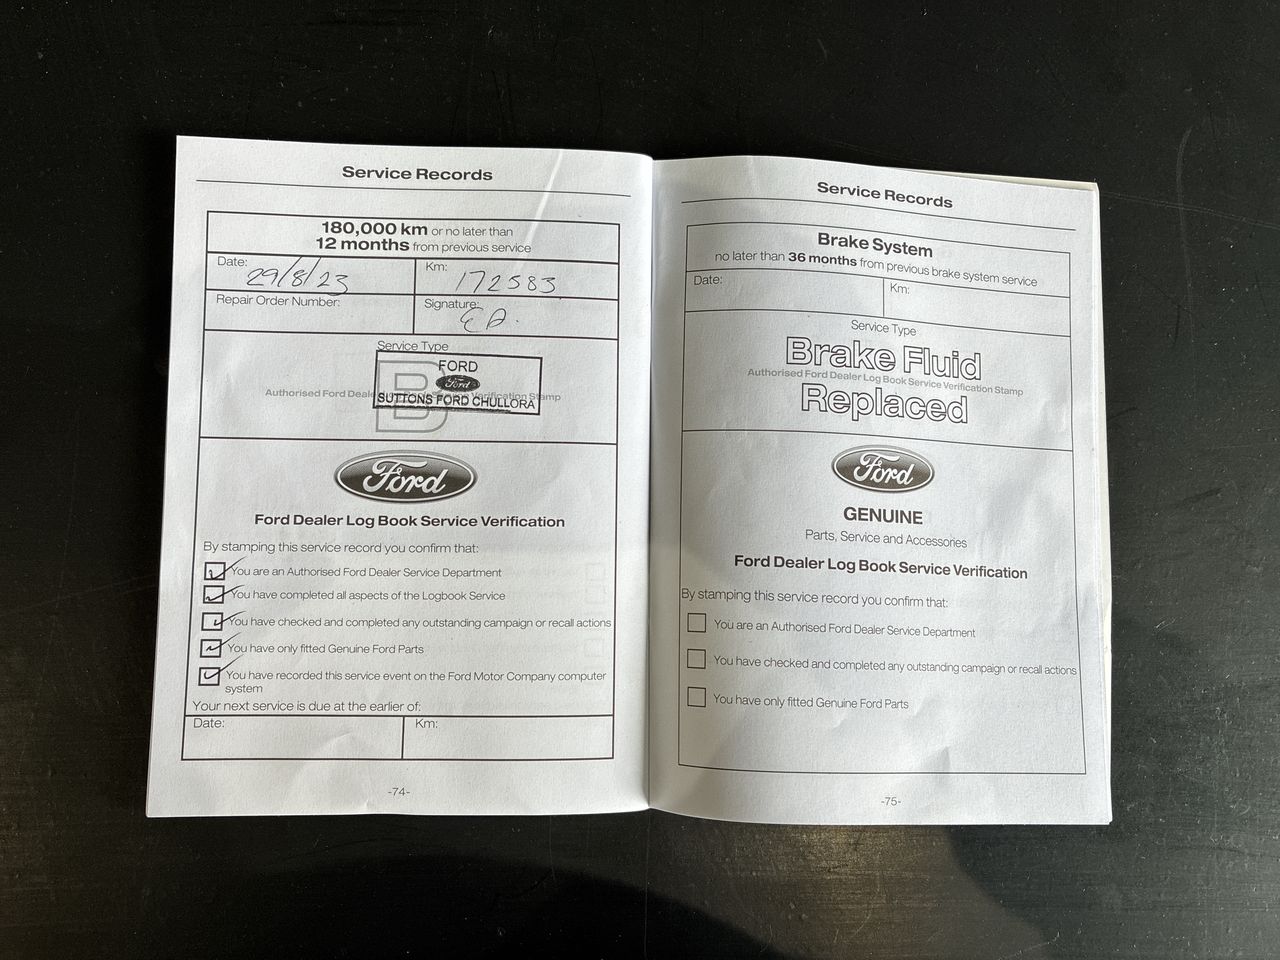 Service Records
180,000 km or no later than
12 months from previous service
Date: 29/8/23
Km: 172583
Repair Order Number:
Signature:
Service Type
B
Authorised Ford Dealer Verification Stamp
FORD
Ford
SUTTONS FORD CHULLORA
Ford
Ford Dealer Log Book Service Verification
By stamping this service record you confirm that:
You are an Authorised Ford Dealer Service Department
You have completed all aspects of the Logbook Service
You have checked and completed any outstanding campaign or recall actions
You have only fitted Genuine Ford Parts
You have recorded this service event on the Ford Motor Company computer
system
Your next service is due at the earlier of:
Date:
Km:
-74-
Service Records
Brake System
no later than 36 months from previous brake system service
Date:
Km:
Service Type
Brake Fluid
Authorised Ford Dealer Log Book Service Verification Stamp
Replaced
Ford
GENUINE
Parts, Service and Accessories
Ford Dealer Log Book Service Verification
By stamping this service record you confirm that:
You are an Authorised Ford Dealer Service Department
You have checked and completed any outstanding campaign or recall actions
You have only fitted Genuine Ford Parts
-75-